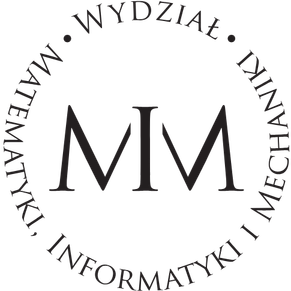 • WYDZIAŁ •
MATEMATYKI, INFORMATYKI I MECHANIKI
MIM